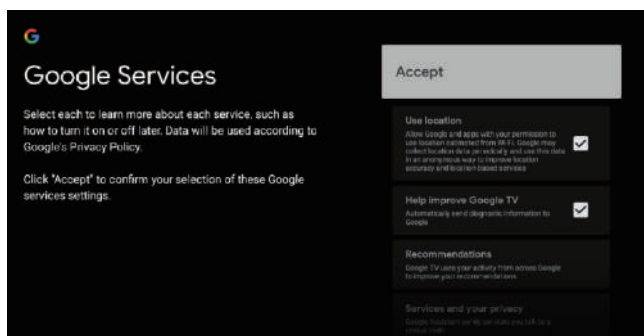 Google Services
Select each to learn more about each service, such as
how to turn it on or off later. Data will be used according to
Google's Privacy Policy.
Click "Accept" to confirm your selection of these Google
services settings.
Accept
Use location
Allow Google and apps with your permission to
use location estimated from Wi-Fi. Google may
collect location data periodically and use this data
in an anonymous way to improve location
accuracy and location-based services
Help improve Google TV
Automatically send diagnostic information to
Google
Recommendations
Google TV uses your activity from across Google
to improve your recommendations
Services and your privacy
Google Assistant